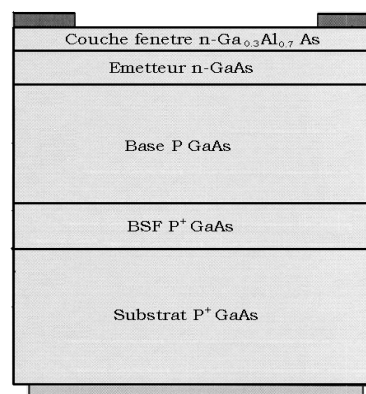 Couche fenetre n-Ga₀.₃Al₀.₇ As
Emetteur n-GaAs
Base P GaAs
BSF P⁺ GaAs
Substrat P⁺ GaAs